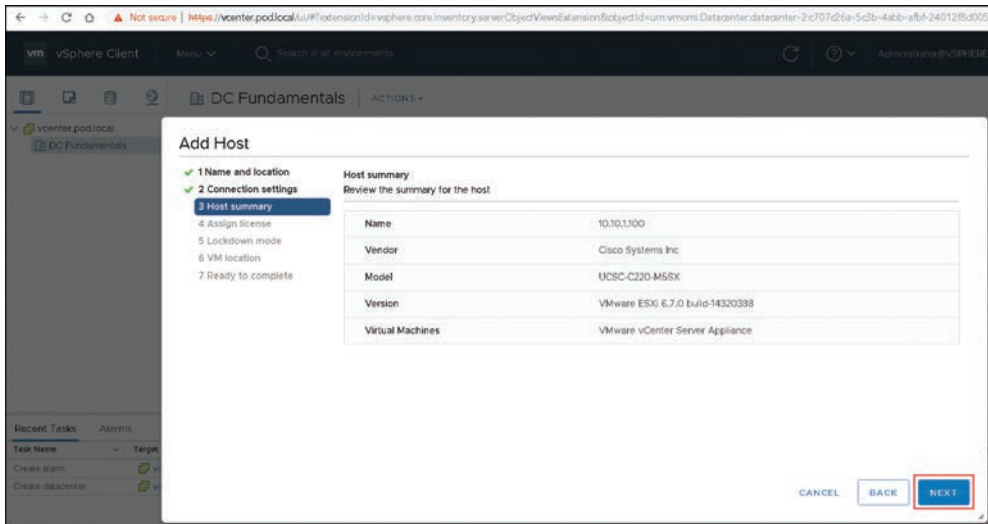 Not secure | https://vcenter.pod.local/ui/#?extensionId=vsphere.core.inventory.serverObjectViewsExtension&objectId=urn:vmomi:Datacenter:datacenter-2:c707d26a-5c3b-4abb-afbf-24012f8d005
vm vSphere Client Menu Search in all environments Administrator@VSPHERE
DC Fundamentals ACTIONS
vcenter.pod.local
DC Fundamentals
Add Host
1 Name and location
2 Connection settings
3 Host summary
4 Assign license
5 Lockdown mode
6 VM location
7 Ready to complete
Host summary
Review the summary for the host
Name 10.10.1.100
Vendor Cisco Systems Inc
Model UCSC-C220-M5SX
Version VMware ESXi 6.7.0 build-14320388
Virtual Machines VMware vCenter Server Appliance
Recent Tasks Alarms
Task Name Target
Create alarm
Create datacenter
CANCEL BACK NEXT